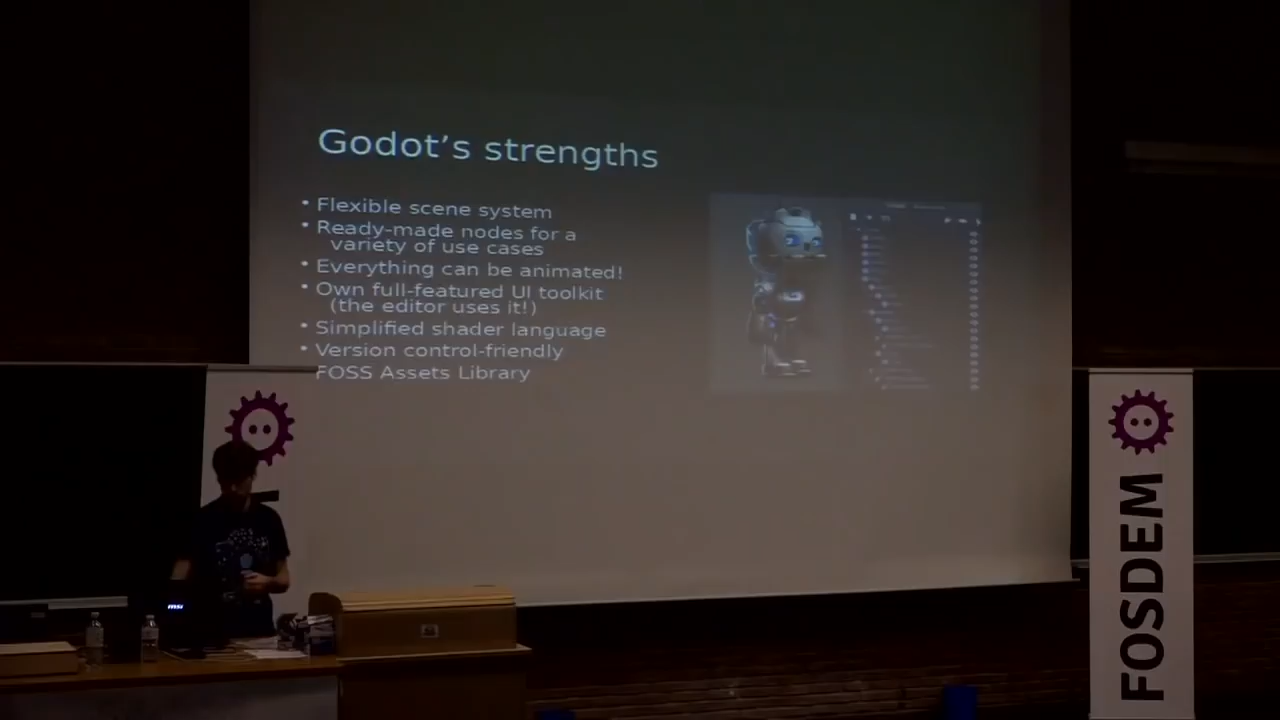 Godot's strengths
• Flexible scene system
• Ready-made nodes for a
variety of use cases
• Everything can be animated!
• Own full-featured UI toolkit
(the editor uses it!)
• Simplified shader language
• Version control-friendly
FOSS Assets Library
msi
FOSDEM